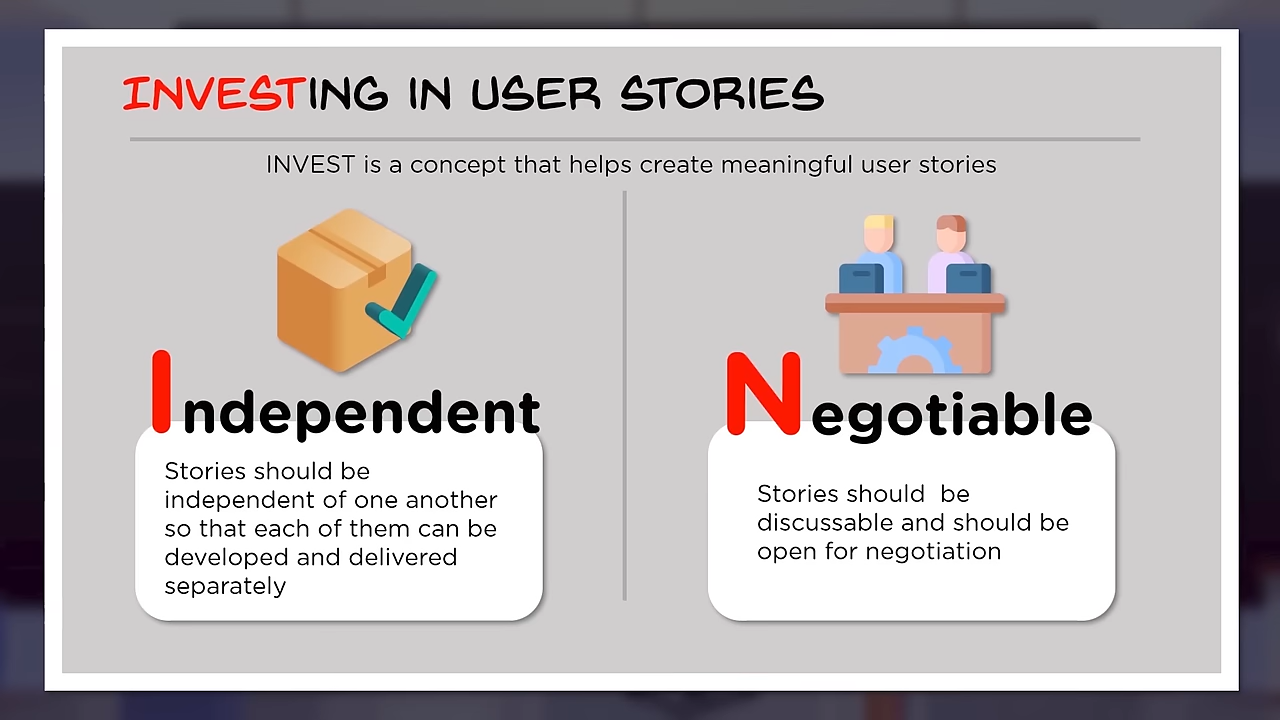 INVESTING IN USER STORIES
INVEST is a concept that helps create meaningful user stories
Independent
Stories should be
independent of one another
so that each of them can be
developed and delivered
separately
Negotiable
Stories should  be
discussable and should be
open for negotiation